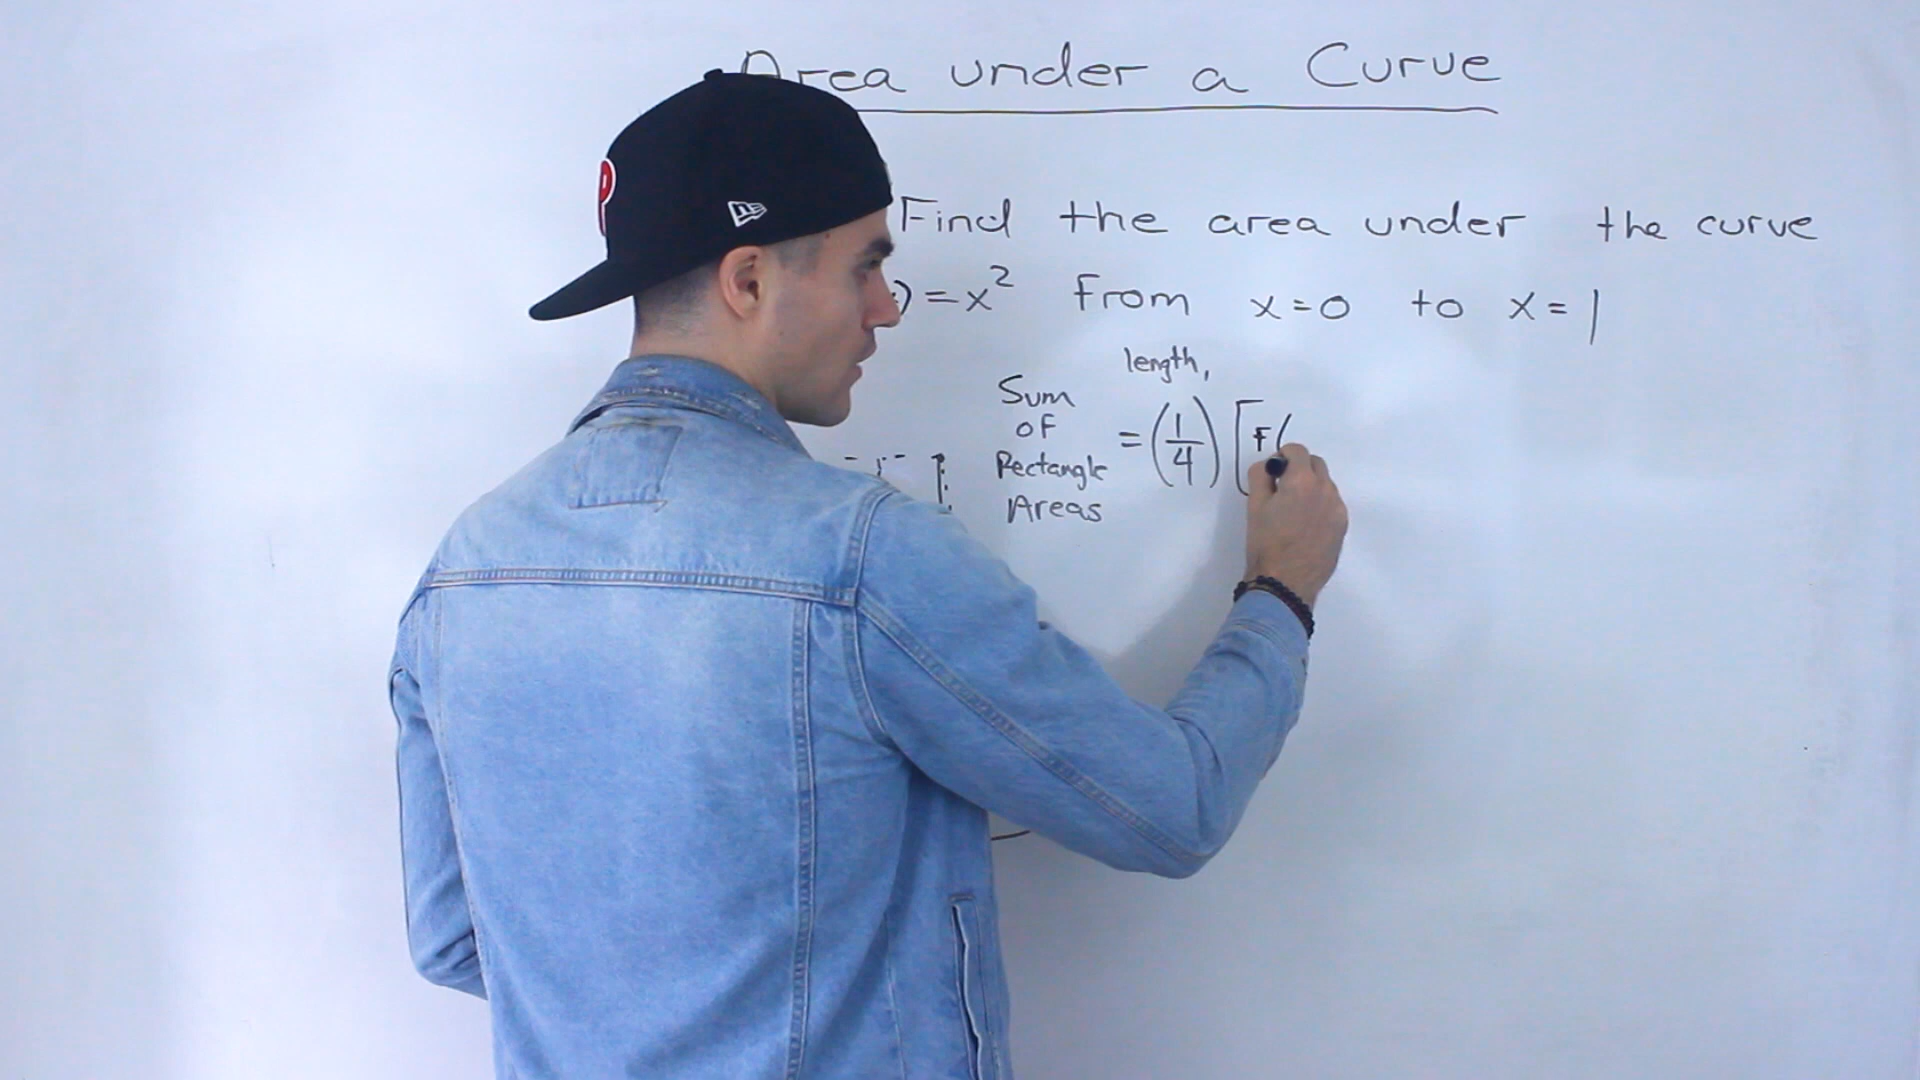 Area under a Curve
Find the area under the curve
) = x² From x = 0 to x = 1
length,
Sum
of
Rectangle
Areas
= (1/4) [F(
P